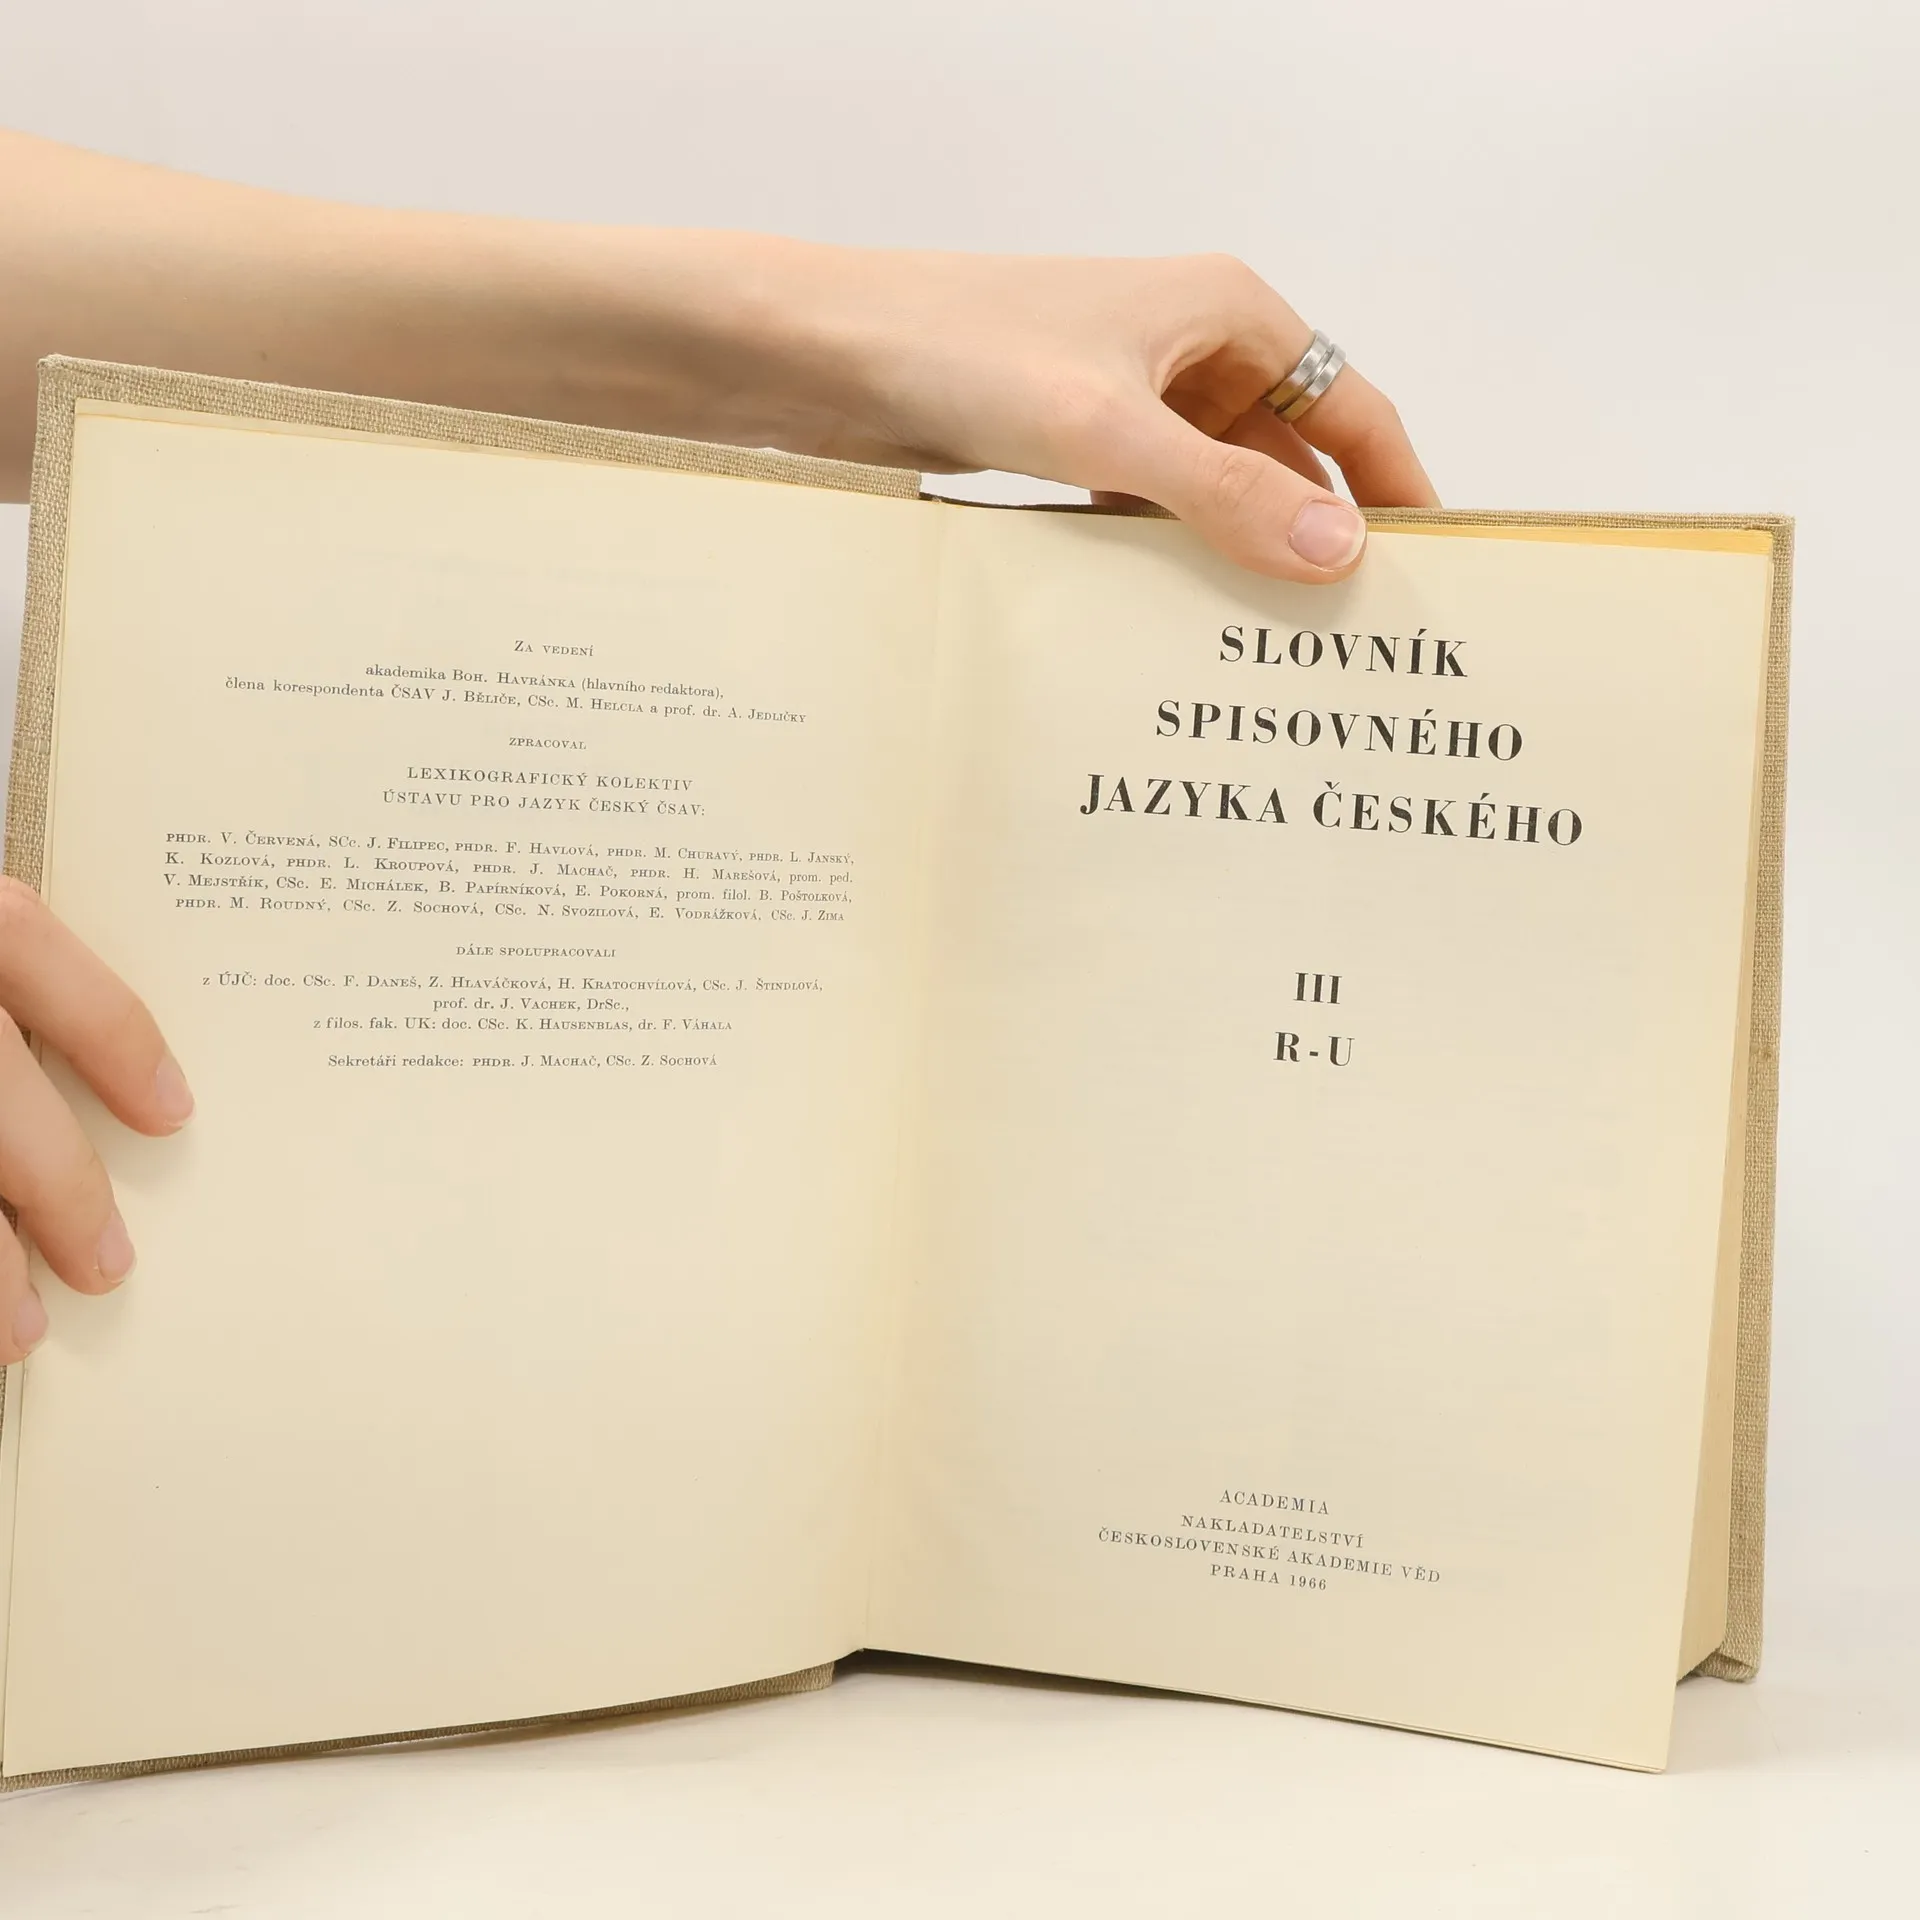 Za vedení
akademika Boh. Havránka (hlavního redaktora),
člena korespondenta ČSAV J. Běliče, CSc. M. Helcla a prof. dr. A. Jedličky
zpracoval
LEXIKOGRAFICKÝ KOLEKTIV
ÚSTAVU PRO JAZYK ČESKÝ ČSAV:
phdr. V. Červená, SCc. J. Filipec, phdr. F. Havlová, phdr. M. Churavý, phdr. L. Janský,
K. Kozlová, phdr. L. Kroupová, phdr. J. Machač, phdr. H. Marešová, prom. ped.
V. Mejstřík, CSc. E. Michálek, B. Papírníková, E. Pokorná, prom. filol. B. Poštolková,
phdr. M. Roudný, CSc. Z. Sochová, CSc. N. Svozilová, E. Vodrážková, CSc. J. Zima
dále spolupracovali
z ÚJČ: doc. CSc. F. Daneš, Z. Hlaváčková, H. Kratochvílová, CSc. J. Štindlová,
prof. dr. J. Vachek, DrSc.,
z filos. fak. UK: doc. CSc. K. Hausenblas, dr. F. Váhala
Sekretáři redakce: phdr. J. Machač, CSc. Z. Sochová
SLOVNÍK
SPISOVNÉHO
JAZYKA ČESKÉHO
III
R-U
ACADEMIA
NAKLADATELSTVÍ
ČESKOSLOVENSKÉ AKADEMIE VĚD
PRAHA 1966